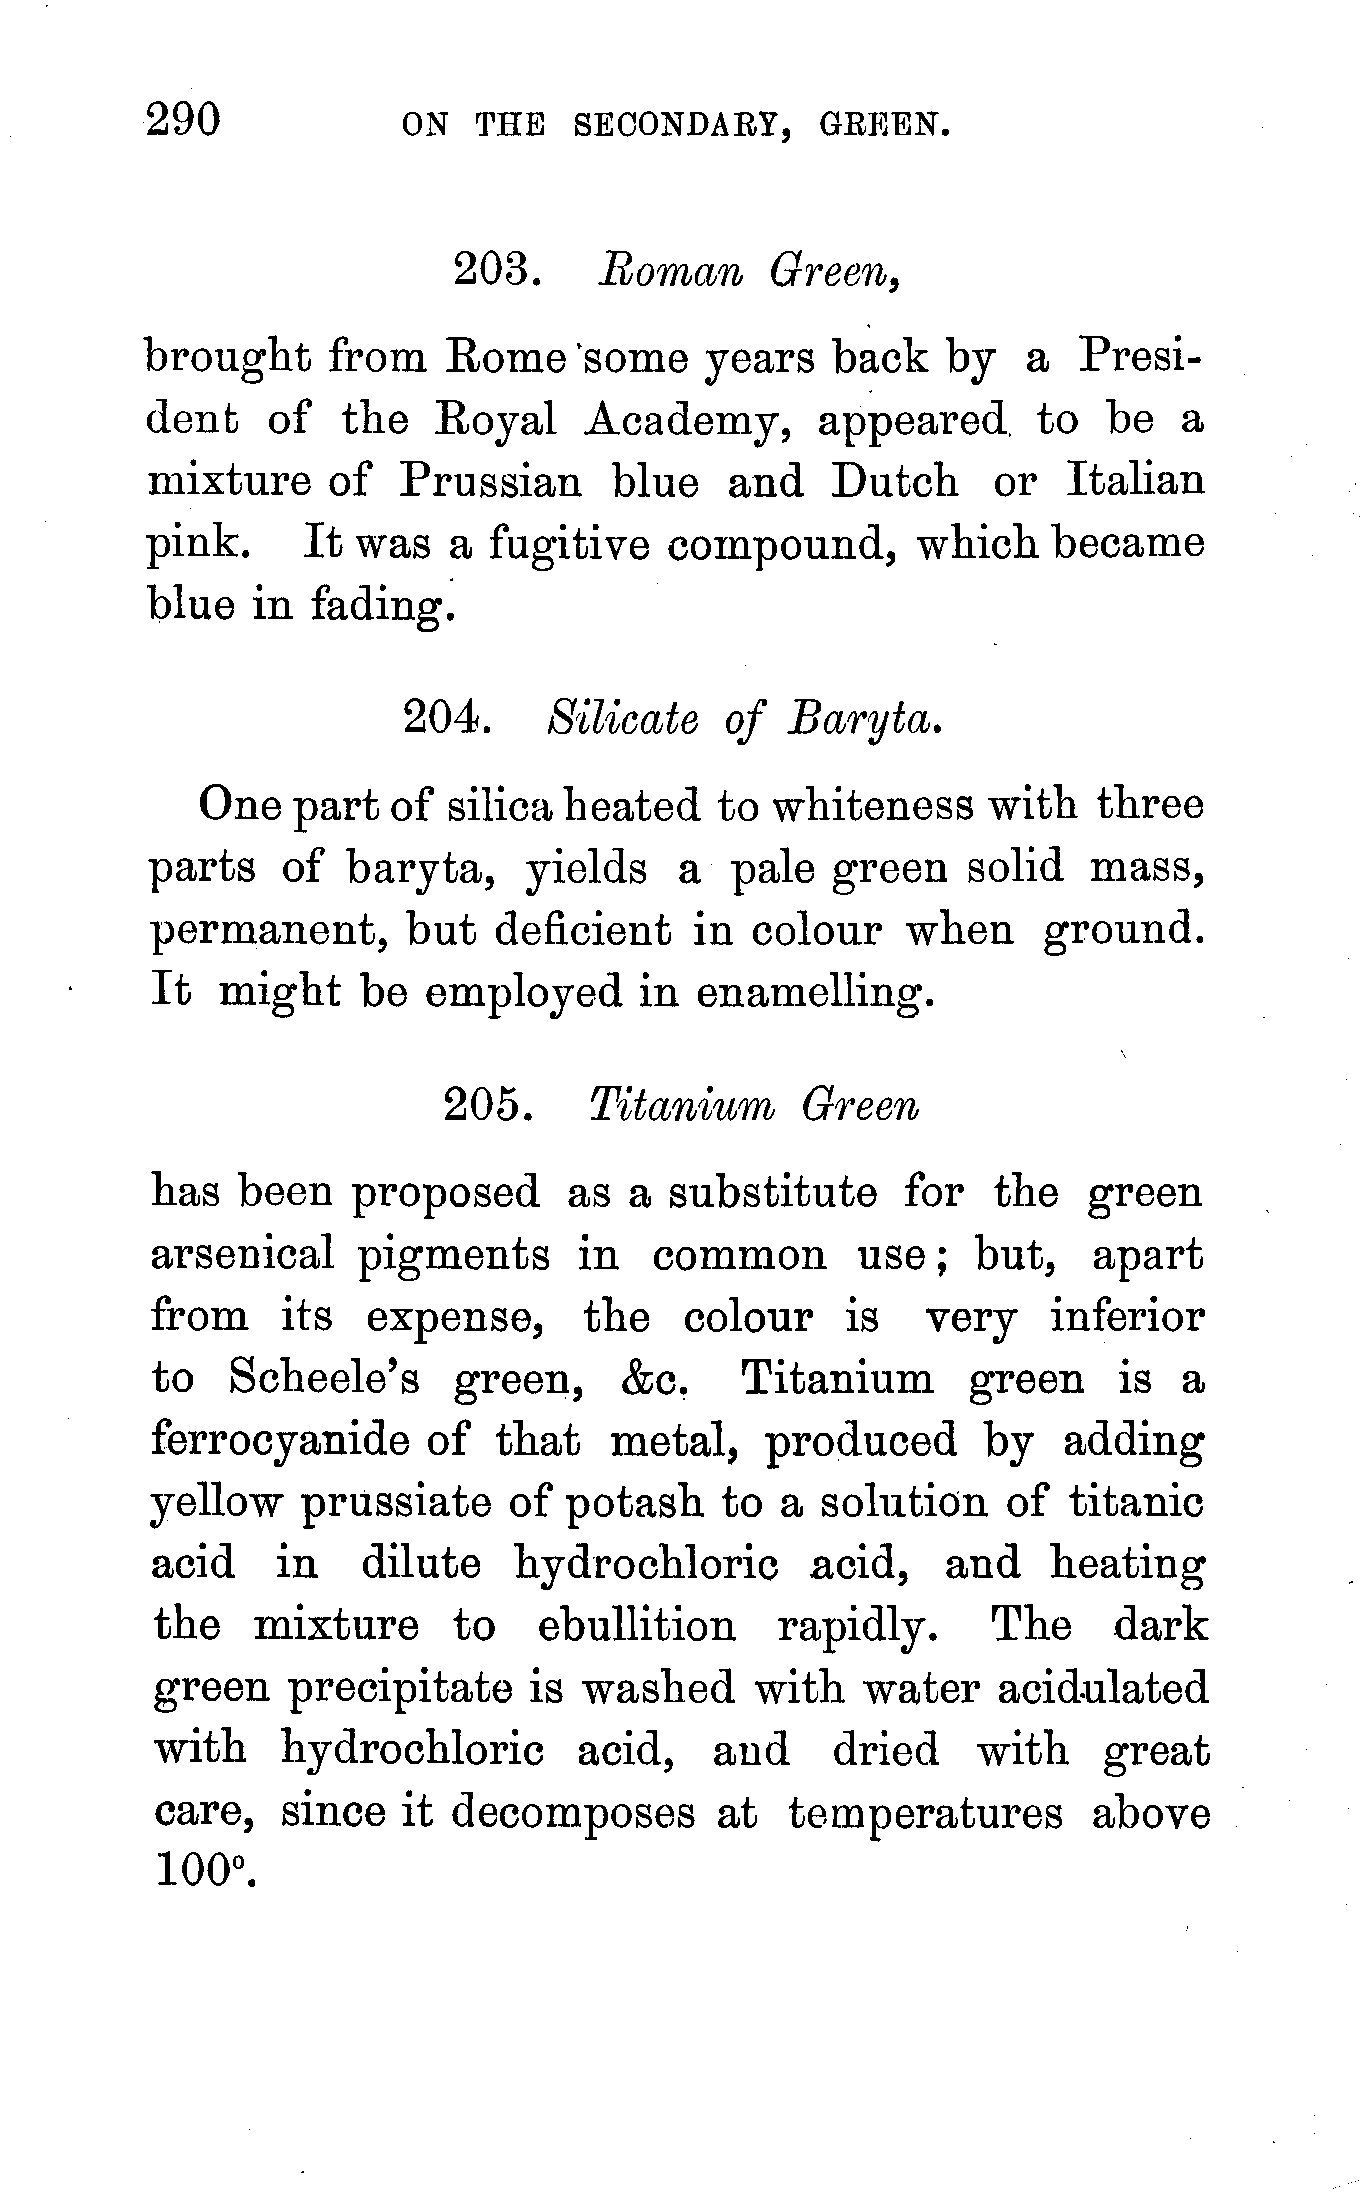 290 ON THE SECONDARY, GREEN.
203. Roman Green,
brought from Rome some years back by a Presi-
dent of the Royal Academy, appeared to be a
mixture of Prussian blue and Dutch or Italian
pink. It was a fugitive compound, which became
blue in fading.
204. Silicate of Baryta.
One part of silica heated to whiteness with three
parts of baryta, yields a pale green solid mass,
permanent, but deficient in colour when ground.
It might be employed in enamelling.
205. Titanium Green
has been proposed as a substitute for the green
arsenical pigments in common use; but, apart
from its expense, the colour is very inferior
to Scheele's green, &c. Titanium green is a
ferrocyanide of that metal, produced by adding
yellow prussiate of potash to a solution of titanic
acid in dilute hydrochloric acid, and heating
the mixture to ebullition rapidly. The dark
green precipitate is washed with water acidulated
with hydrochloric acid, and dried with great
care, since it decomposes at temperatures above
100°.